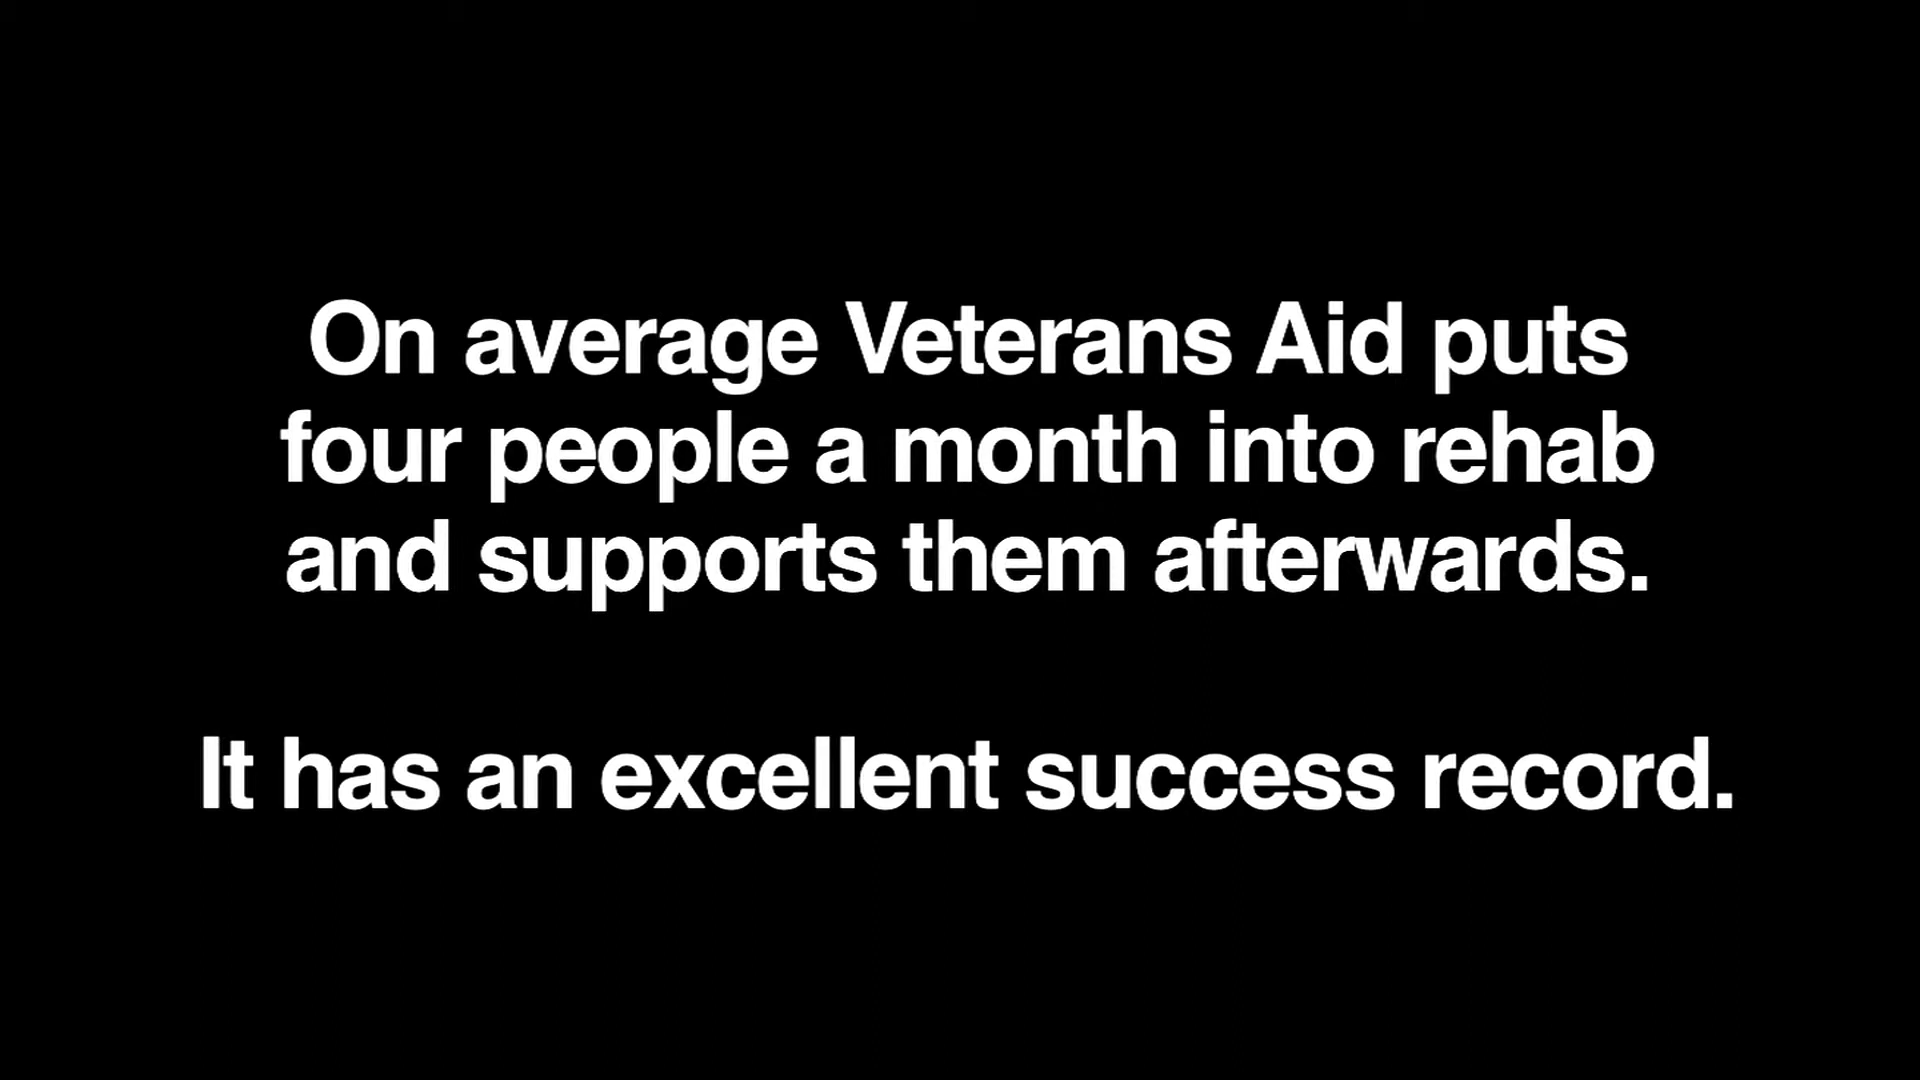 On average Veterans Aid puts
four people a month into rehab
and supports them afterwards.
It has an excellent success record.